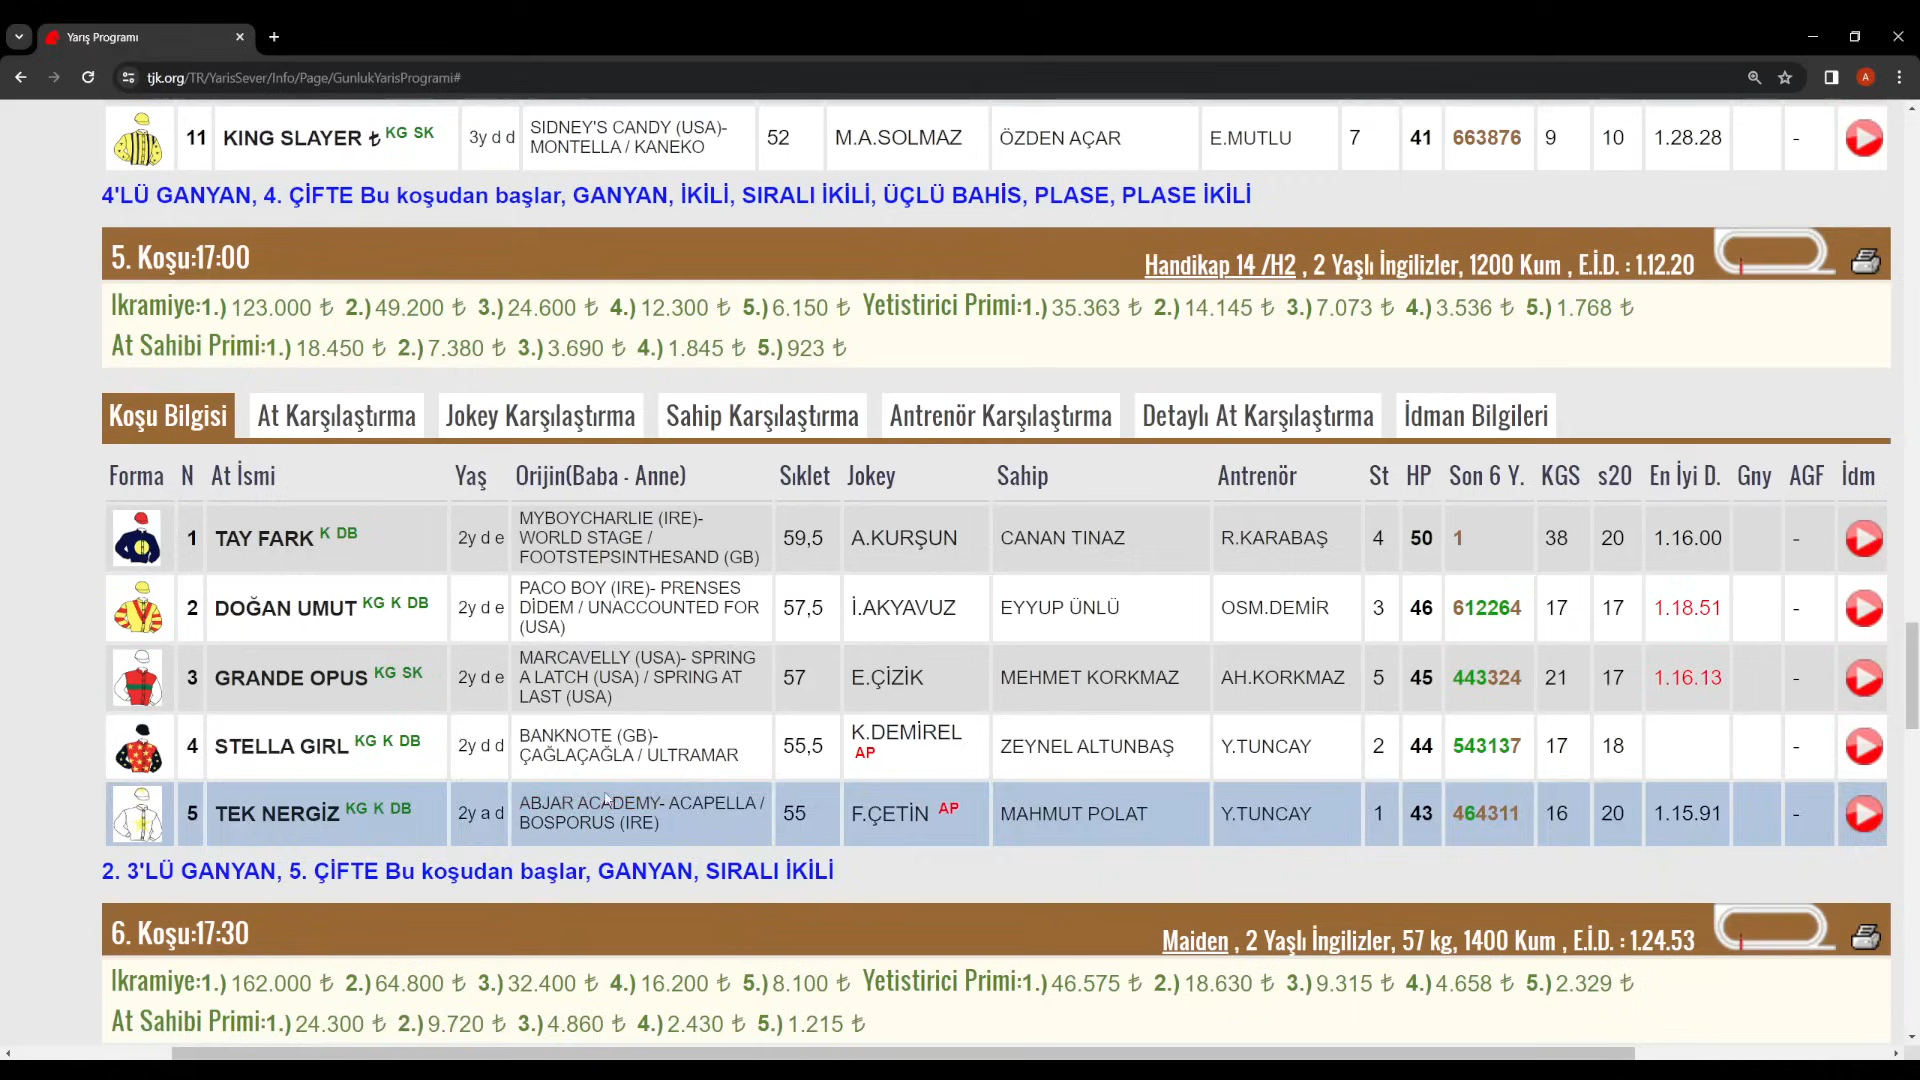 Yarış Programı
tjk.org/TR/YarisSever/Info/Page/GunlukYarisProgrami#
A
11 KING SLAYER ₺ KG SK 3y d d SIDNEY'S CANDY (USA)- MONTELLA / KANEKO 52 M.A.SOLMAZ ÖZDEN AÇAR E.MUTLU 7 41 663876 9 10 1.28.28 -
4'LÜ GANYAN, 4. ÇİFTE Bu koşudan başlar, GANYAN, İKİLİ, SIRALI İKİLİ, ÜÇLÜ BAHİS, PLASE, PLASE İKİLİ
5. Koşu:17:00
Handikap 14 /H2 , 2 Yaşlı İngilizler, 1200 Kum , E.İ.D. : 1.12.20
Ikramiye:1.) 123.000 ₺ 2.) 49.200 ₺ 3.) 24.600 ₺ 4.) 12.300 ₺ 5.) 6.150 ₺ Yetistirici Primi:1.) 35.363 ₺ 2.) 14.145 ₺ 3.) 7.073 ₺ 4.) 3.536 ₺ 5.) 1.768 ₺
At Sahibi Primi:1.) 18.450 ₺ 2.) 7.380 ₺ 3.) 3.690 ₺ 4.) 1.845 ₺ 5.) 923 ₺
Koşu Bilgisi At Karşılaştırma Jokey Karşılaştırma Sahip Karşılaştırma Antrenör Karşılaştırma Detaylı At Karşılaştırma İdman Bilgileri
Forma N At İsmi Yaş Orijin(Baba - Anne) Sıklet Jokey Sahip Antrenör St HP Son 6 Y. KGS s20 En İyi D. Gny AGF İdm
1 TAY FARK K DB 2y d e MYBOYCHARLIE (IRE)- WORLD STAGE / FOOTSTEPSINTHESAND (GB) 59,5 A.KURŞUN CANAN TINAZ R.KARABAŞ 4 50 1 38 20 1.16.00 -
2 DOĞAN UMUT KG K DB 2y d e PACO BOY (IRE)- PRENSES DİDEM / UNACCOUNTED FOR (USA) 57,5 İ.AKYAVUZ EYYUP ÜNLÜ OSM.DEMİR 3 46 612264 17 17 1.18.51 -
3 GRANDE OPUS KG SK 2y d e MARCAVELLY (USA)- SPRING A LATCH (USA) / SPRING AT LAST (USA) 57 E.ÇİZİK MEHMET KORKMAZ AH.KORKMAZ 5 45 443324 21 17 1.16.13 -
4 STELLA GIRL KG K DB 2y d d BANKNOTE (GB)- ÇAĞLAÇAĞLA / ULTRAMAR 55,5 K.DEMİREL AP ZEYNEL ALTUNBAŞ Y.TUNCAY 2 44 543137 17 18 -
5 TEK NERGİZ KG K DB 2y a d ABJAR ACADEMY- ACAPELLA / BOSPORUS (IRE) 55 F.ÇETİN AP MAHMUT POLAT Y.TUNCAY 1 43 464311 16 20 1.15.91 -
2. 3'LÜ GANYAN, 5. ÇİFTE Bu koşudan başlar, GANYAN, SIRALI İKİLİ
6. Koşu:17:30
Maiden , 2 Yaşlı İngilizler, 57 kg, 1400 Kum , E.İ.D. : 1.24.53
Ikramiye:1.) 162.000 ₺ 2.) 64.800 ₺ 3.) 32.400 ₺ 4.) 16.200 ₺ 5.) 8.100 ₺ Yetistirici Primi:1.) 46.575 ₺ 2.) 18.630 ₺ 3.) 9.315 ₺ 4.) 4.658 ₺ 5.) 2.329 ₺
At Sahibi Primi:1.) 24.300 ₺ 2.) 9.720 ₺ 3.) 4.860 ₺ 4.) 2.430 ₺ 5.) 1.215 ₺